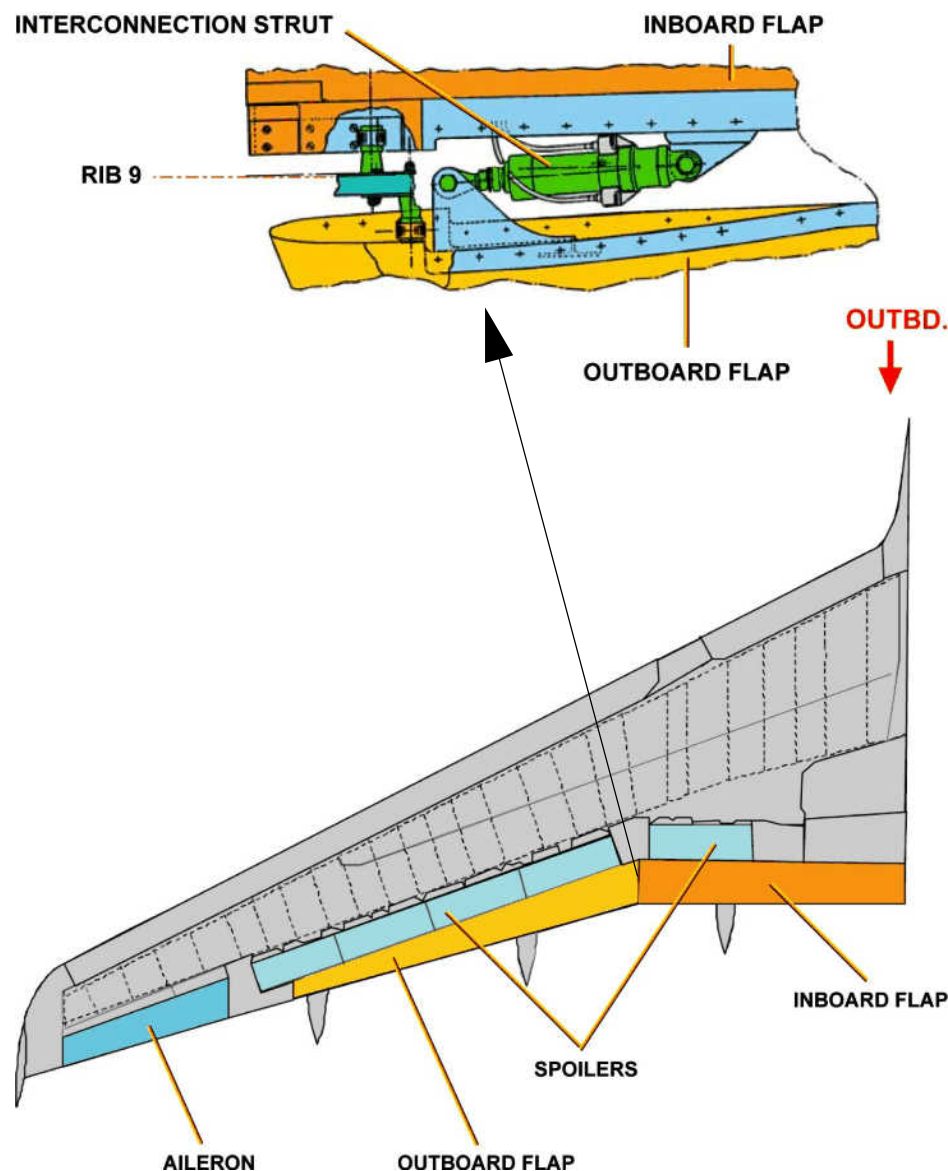 INTERCONNECTION STRUT
INBOARD FLAP
RIB 9
OUTBD.
OUTBOARD FLAP
INBOARD FLAP
SPOILERS
AILERON
OUTBOARD FLAP